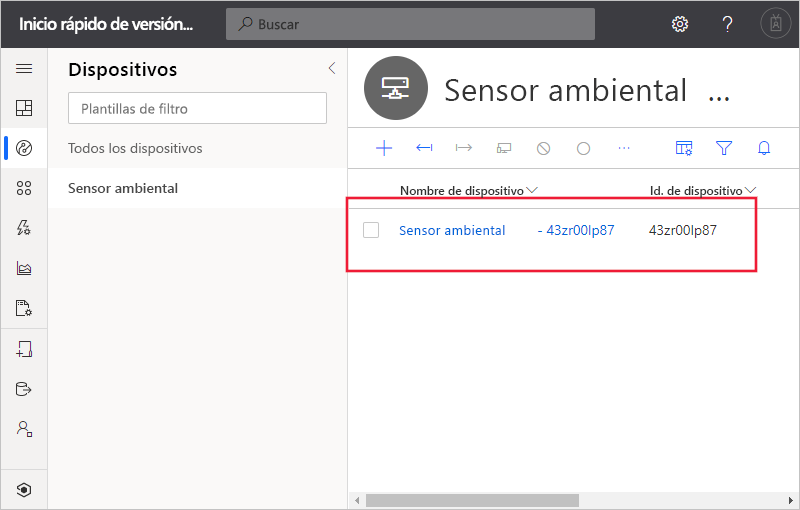 Inicio rápido de versión...
Buscar
Dispositivos
Plantillas de filtro
Todos los dispositivos
Sensor ambiental
Sensor ambiental ...
Nombre de dispositivo Id. de dispositivo
Sensor ambiental - 43zr00lp87 43zr00lp87